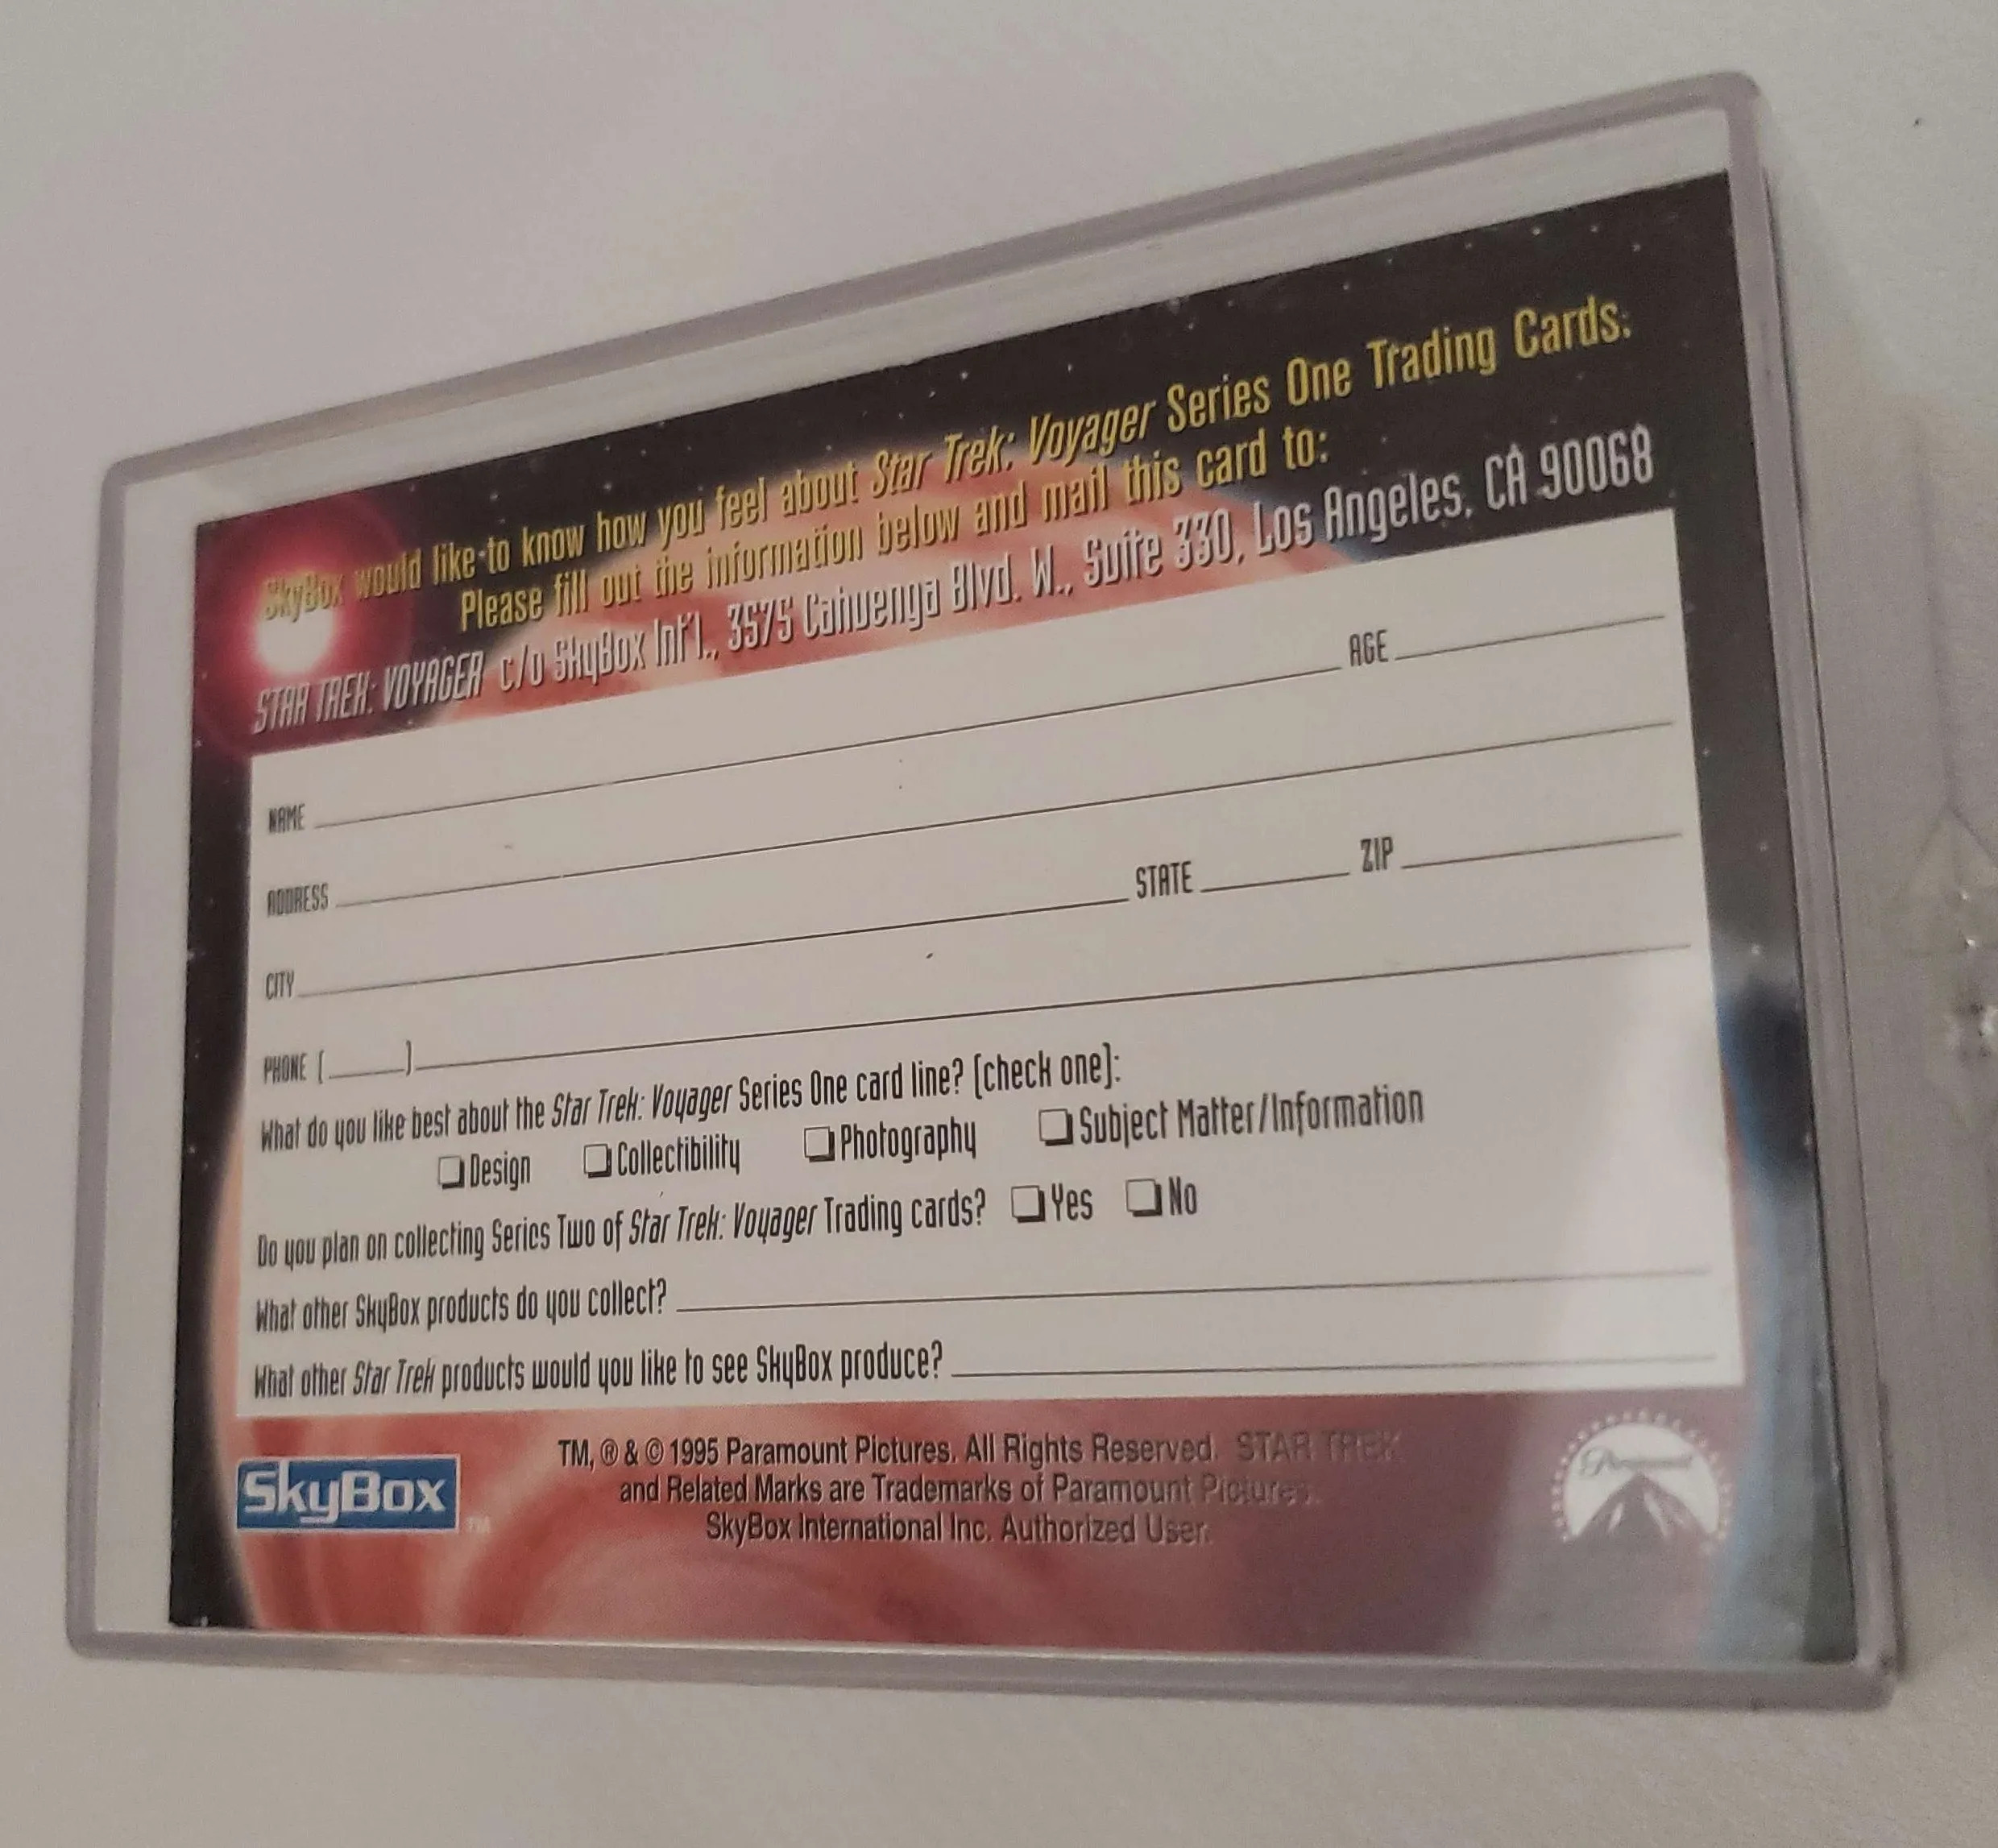 SkyBox would like to know how you feel about Star Trek: Voyager Series One Trading Cards.
Please fill out the information below and mail this card to:
STAR TREK: VOYAGER c/o SkyBox Int'l., 3575 Cahuenga Blvd. W., Suite 330, Los Angeles, CA 90068
NAME AGE
ADDRESS
CITY STATE ZIP
PHONE ( )
What do you like best about the Star Trek: Voyager Series One card line? (check one):
Design Collectibility Photography Subject Matter/Information
Do you plan on collecting Series Two of Star Trek: Voyager Trading cards? Yes No
What other SkyBox products do you collect?
What other Star Trek products would you like to see SkyBox produce?
SkyBox TM
TM, ® & © 1995 Paramount Pictures. All Rights Reserved. STAR TREK
and Related Marks are Trademarks of Paramount Pictures.
SkyBox International Inc. Authorized User.
Paramount